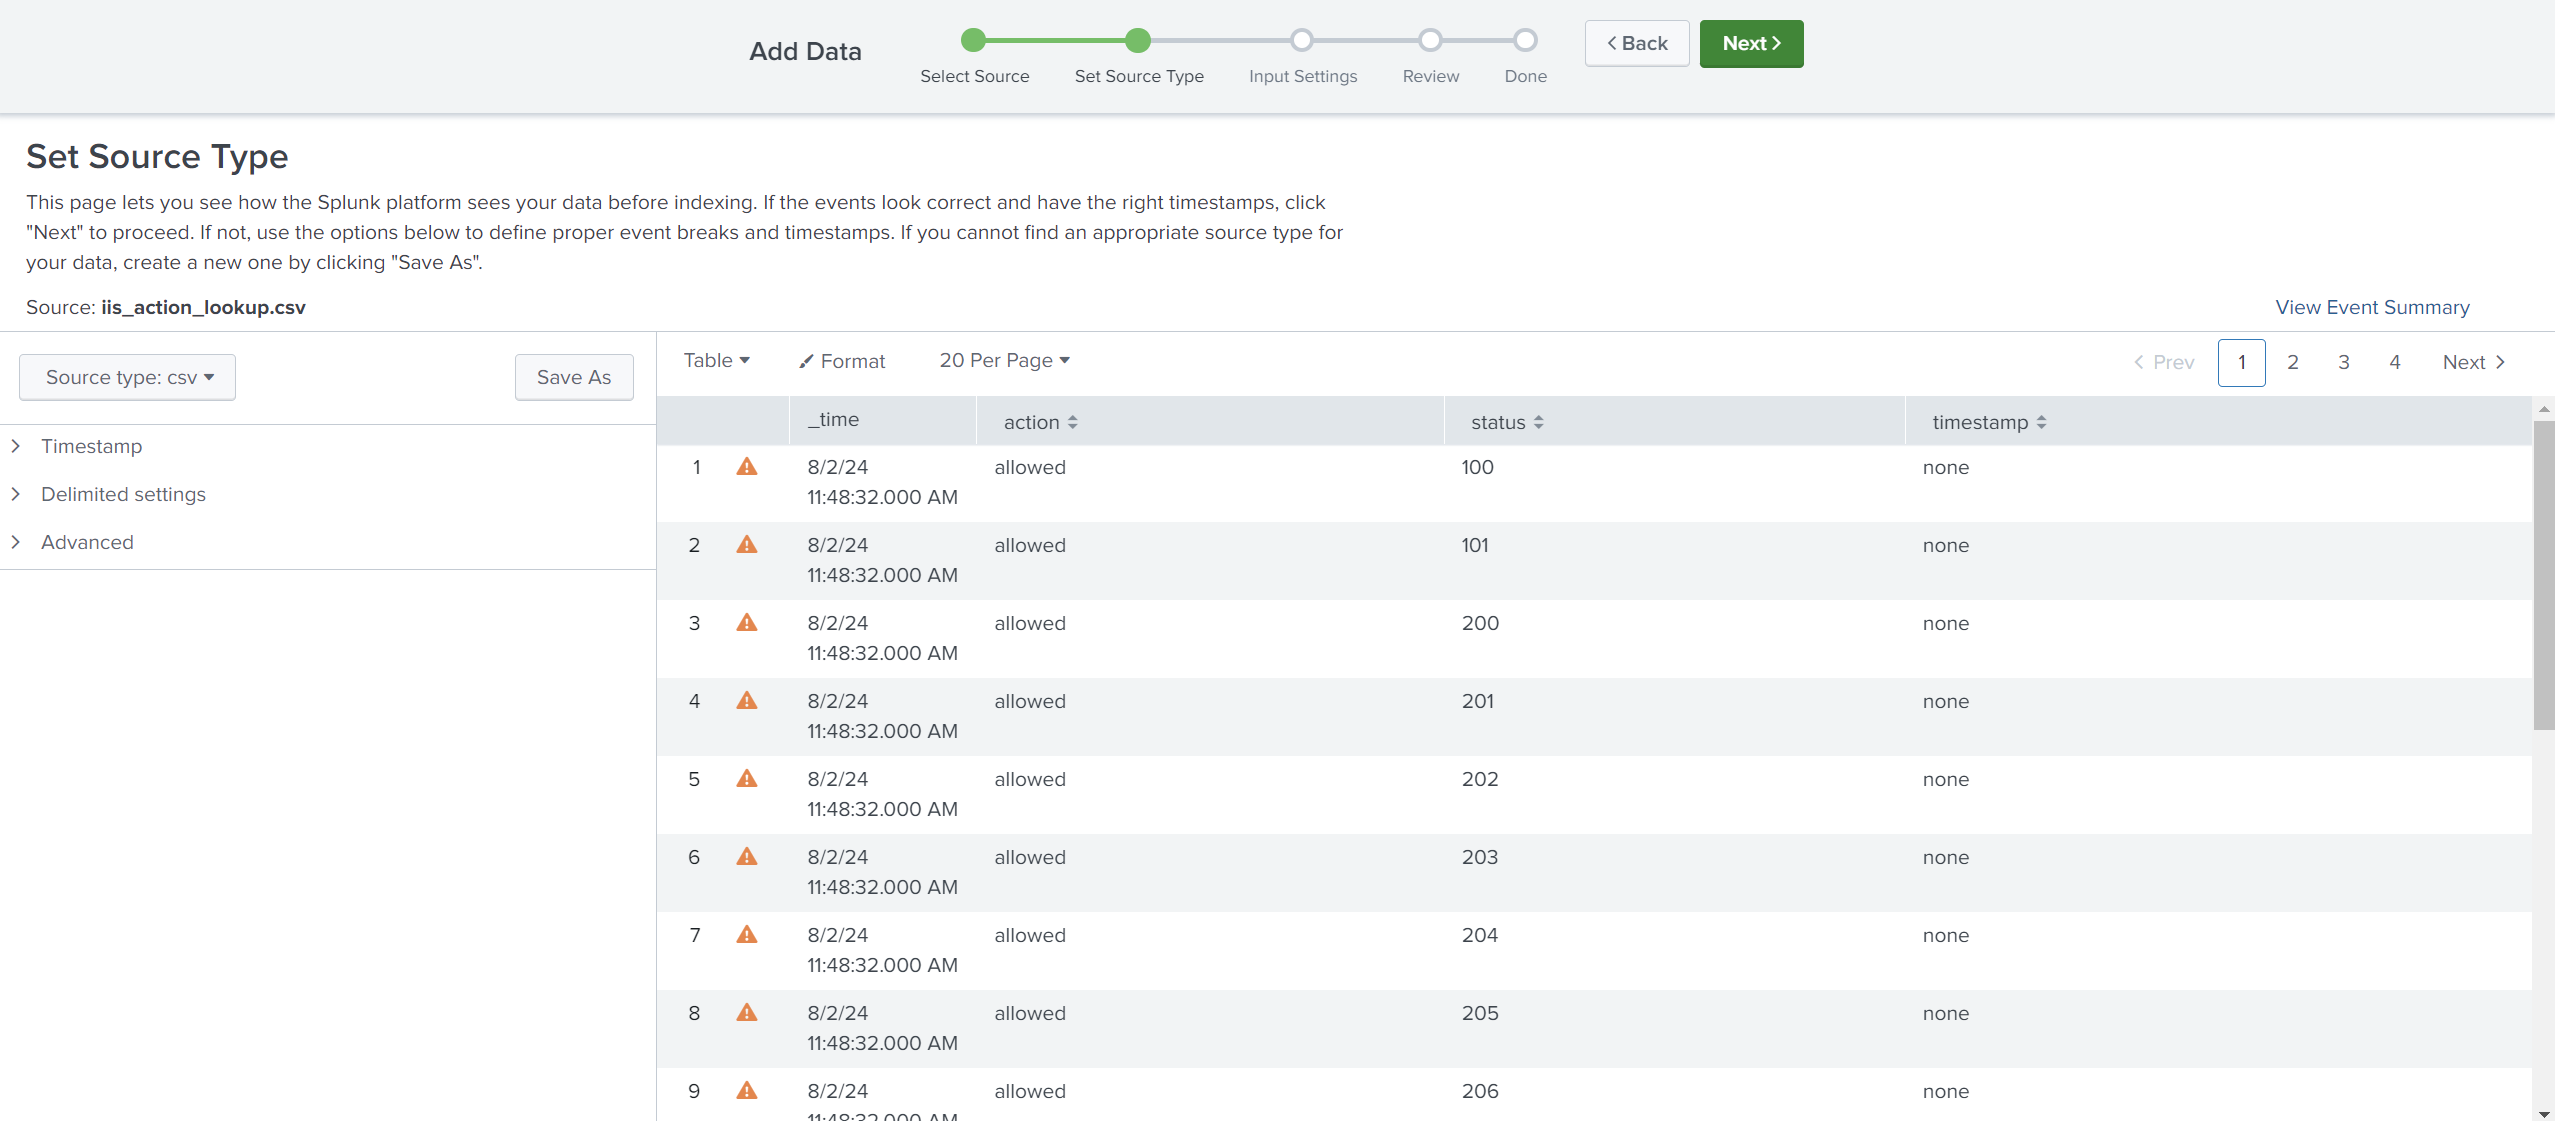 Add Data
Select Source
Set Source Type
Input Settings
Review
Done
Back
Next
Set Source Type
This page lets you see how the Splunk platform sees your data before indexing. If the events look correct and have the right timestamps, click
"Next" to proceed. If not, use the options below to define proper event breaks and timestamps. If you cannot find an appropriate source type for
your data, create a new one by clicking "Save As".
Source: iis_action_lookup.csv
View Event Summary
Source type: csv
Save As
Timestamp
Delimited settings
Advanced
Table
Format
20 Per Page
Prev 1 2 3 4 Next
_time action status timestamp
1 8/2/24 allowed 100 none
11:48:32.000 AM
2 8/2/24 allowed 101 none
11:48:32.000 AM
3 8/2/24 allowed 200 none
11:48:32.000 AM
4 8/2/24 allowed 201 none
11:48:32.000 AM
5 8/2/24 allowed 202 none
11:48:32.000 AM
6 8/2/24 allowed 203 none
11:48:32.000 AM
7 8/2/24 allowed 204 none
11:48:32.000 AM
8 8/2/24 allowed 205 none
11:48:32.000 AM
9 8/2/24 allowed 206 none
11:48:32.000 AM